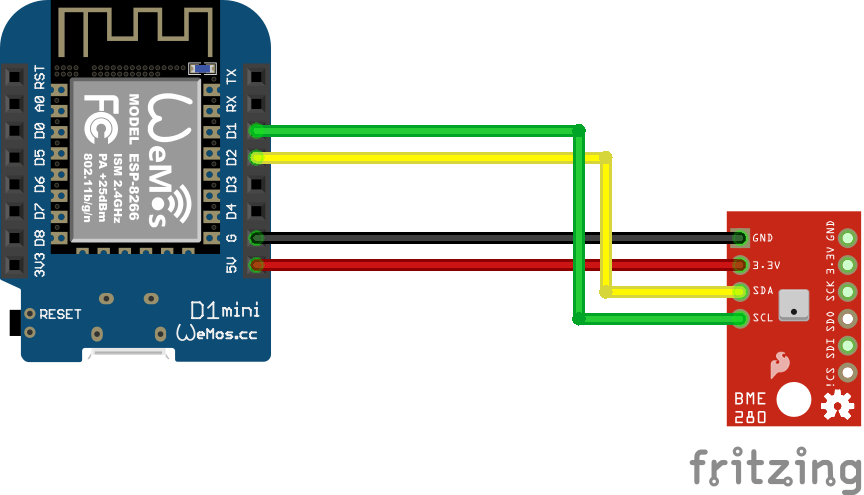 RST
A0
D0
D5
D6
D7
D8
3V3
TX
RX
D1
D2
D3
D4
G
5V
WeMos
MODEL ESP-8266
ISM 2.4GHz
PA +25dBm
802.11b/g/n
FC
RESET
D1mini
WeMos.cc
GND
3.3V
SDA
SCL
GND
3.3V
SCK
SDO
SDI
!CS
BME
280
fritzing